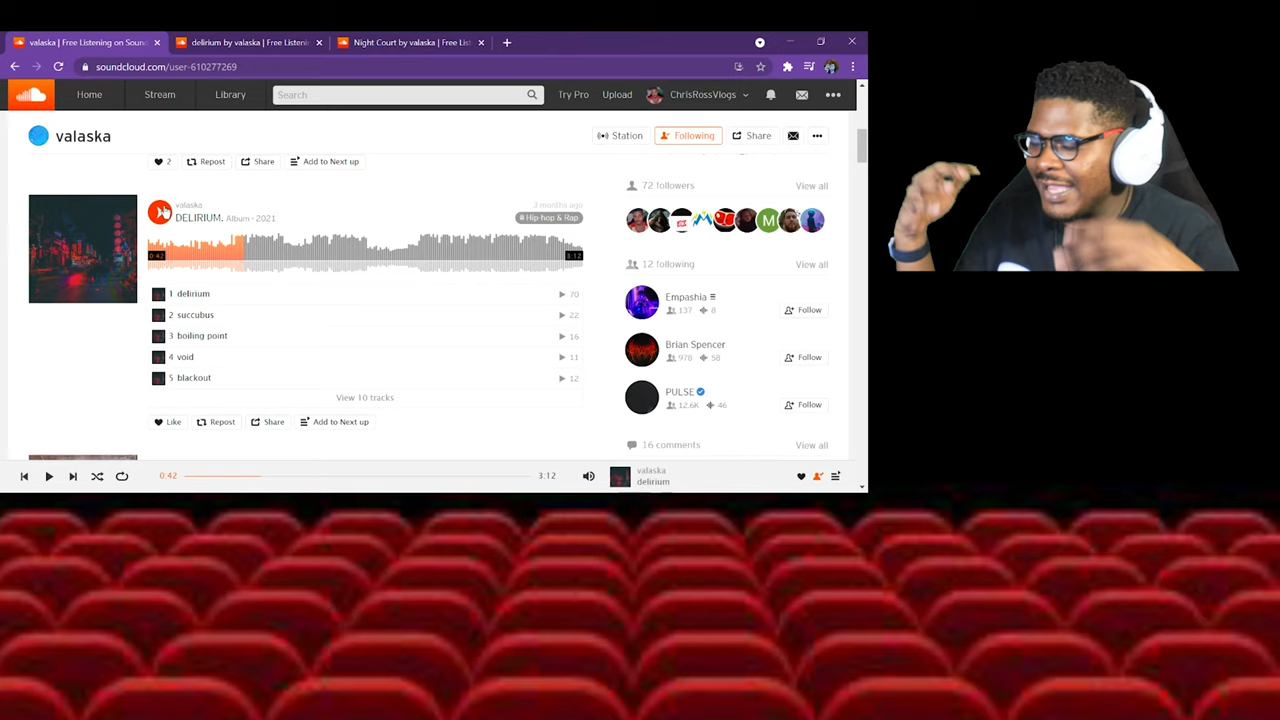 valaska | Free Listening on Soun
delirium by valaska | Free Listenin
Night Court by valaska | Free List
soundcloud.com/user-610277269
Home
Stream
Library
Search
Try Pro
Upload
ChrisRossVlogs
valaska
Station
Following
Share
2
Repost
Share
Add to Next up
72 followers
View all
valaska
3 months ago
DELIRIUM. Album · 2021
# Hip-hop & Rap
0:42
3:12
12 following
View all
1 delirium
70
2 succubus
22
3 boiling point
16
4 void
11
5 blackout
12
View 10 tracks
Empashia
137
8
Follow
Brian Spencer
978
58
Follow
PULSE
12.6K
46
Follow
M
Like
Repost
Share
Add to Next up
16 comments
View all
0:42
3:12
valaska
delirium